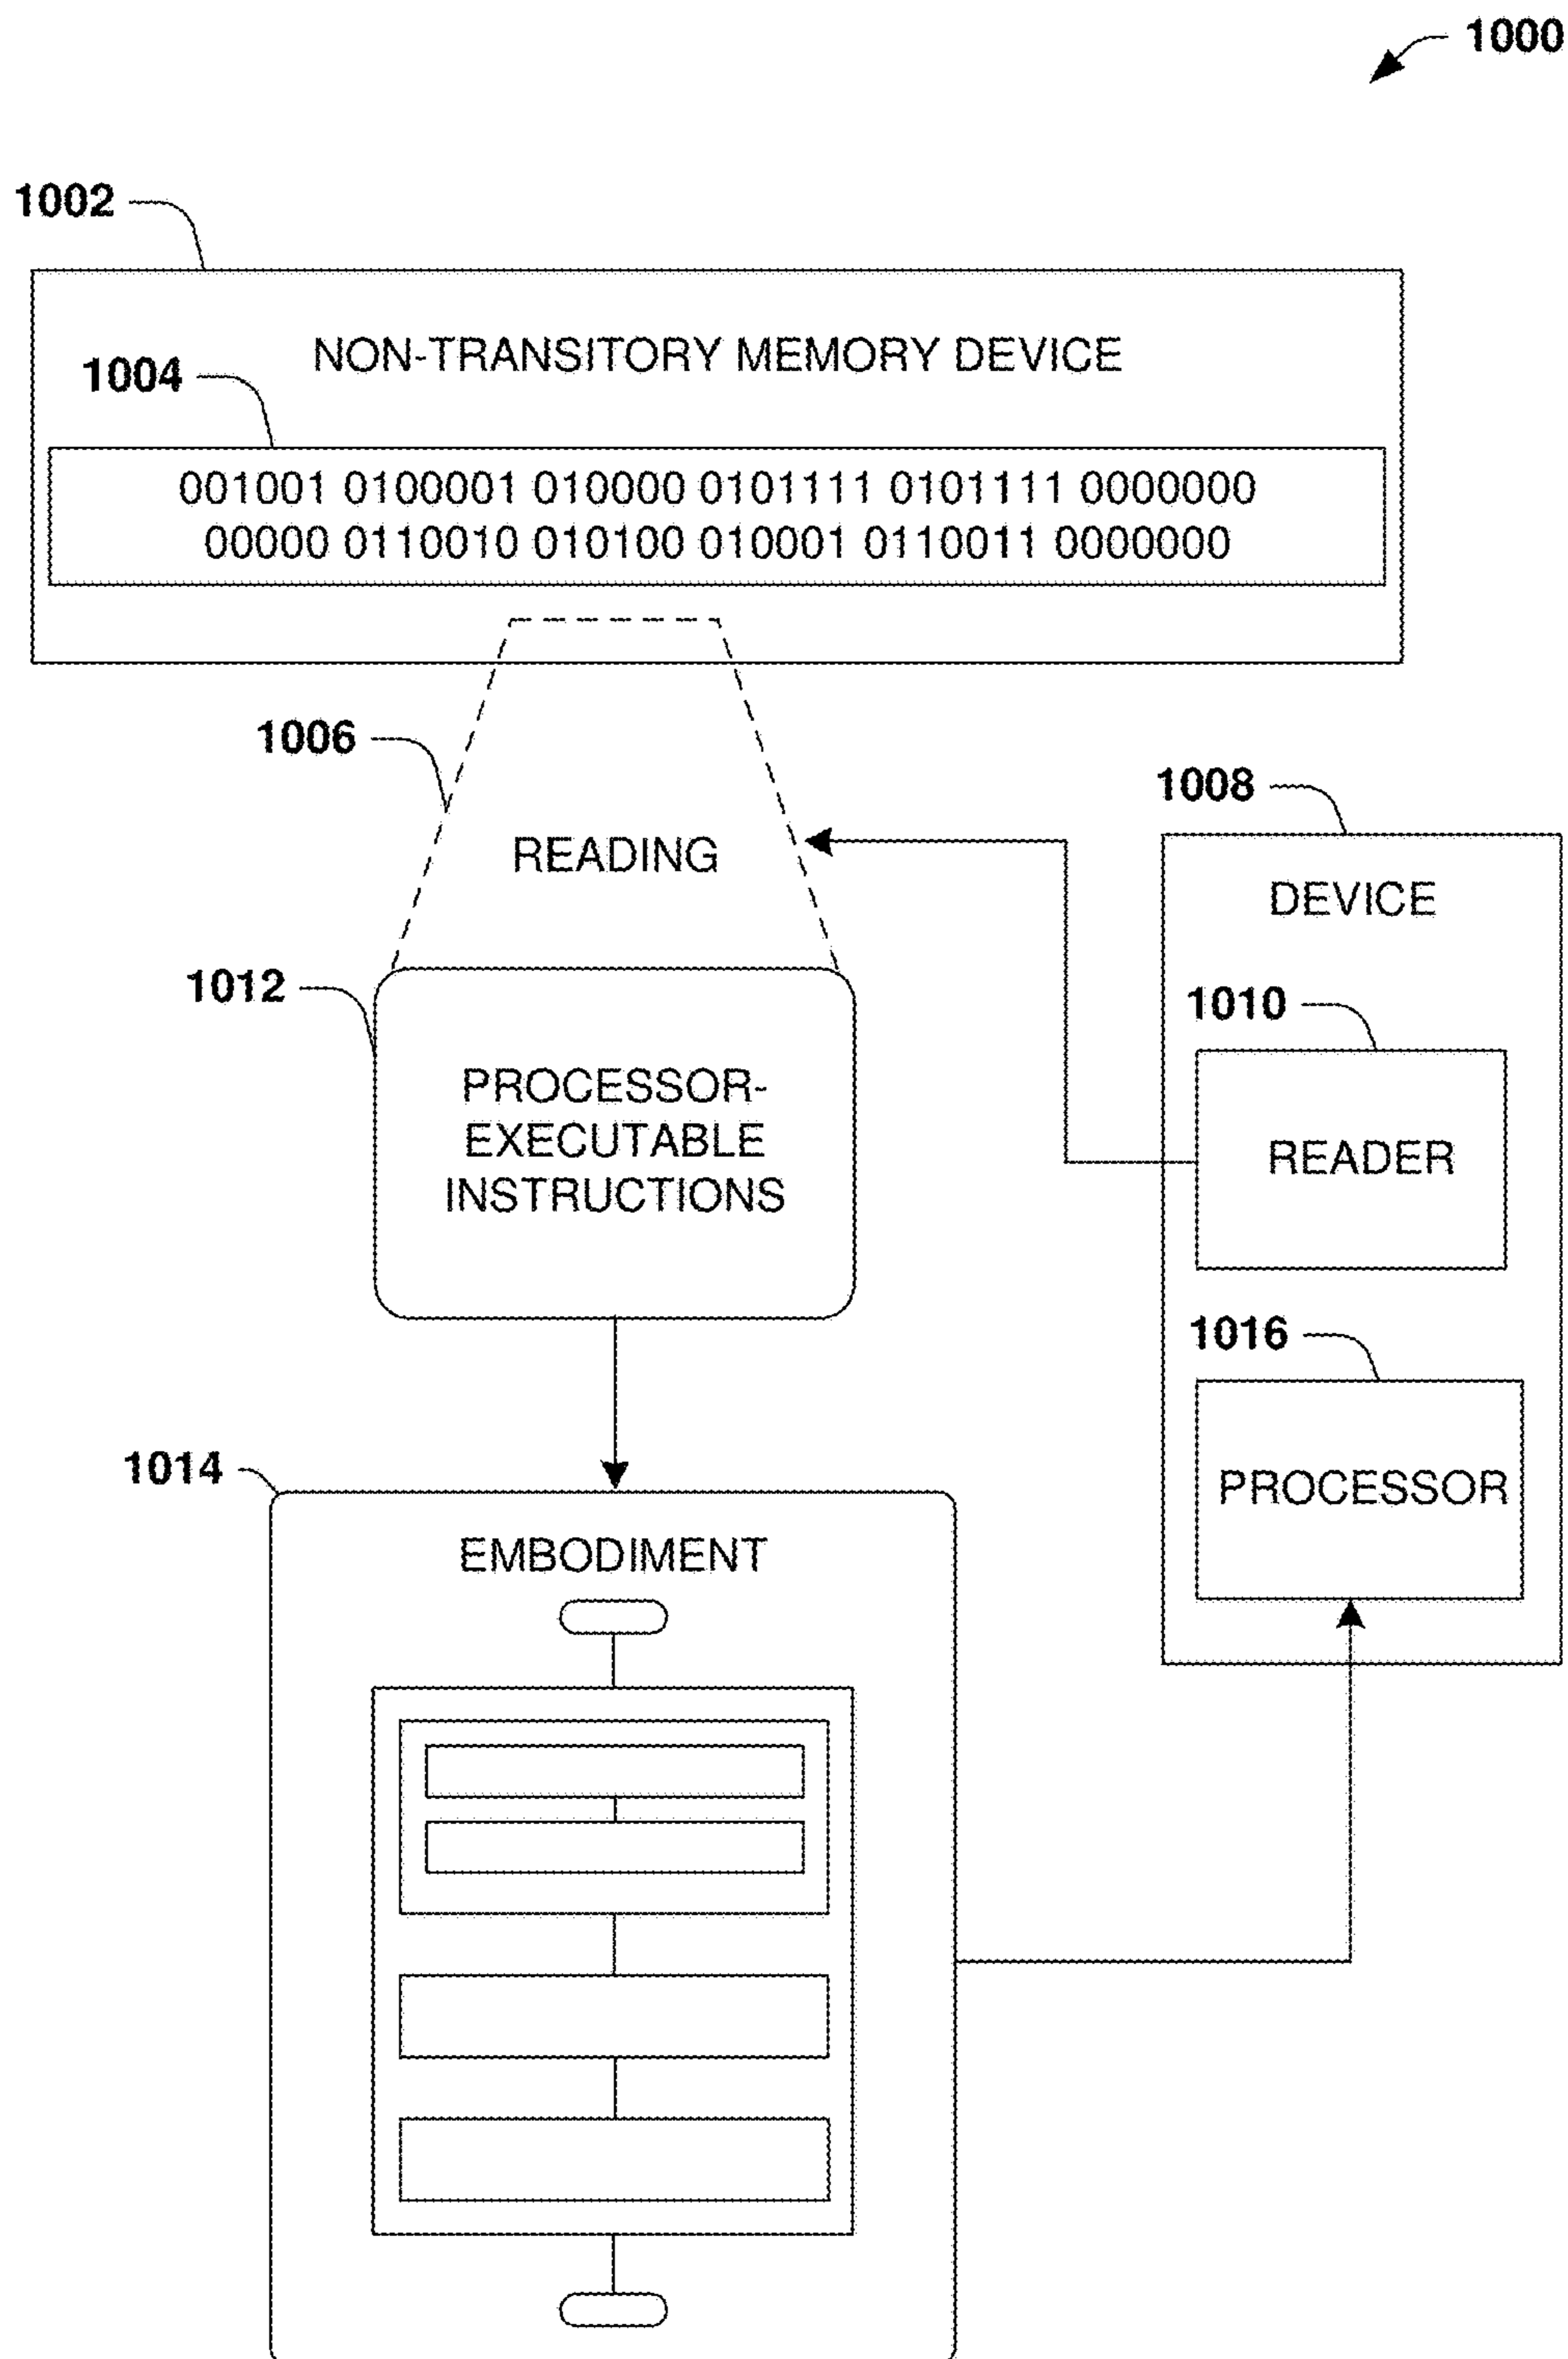 1000
1002
NON-TRANSITORY MEMORY DEVICE
1004
001001 0100001 010000 0101111 0101111 0000000
00000 0110010 010100 010001 0110011 0000000
1006
READING
1008
DEVICE
1010
READER
1012
PROCESSOR-
EXECUTABLE
INSTRUCTIONS
1016
PROCESSOR
1014
EMBODIMENT